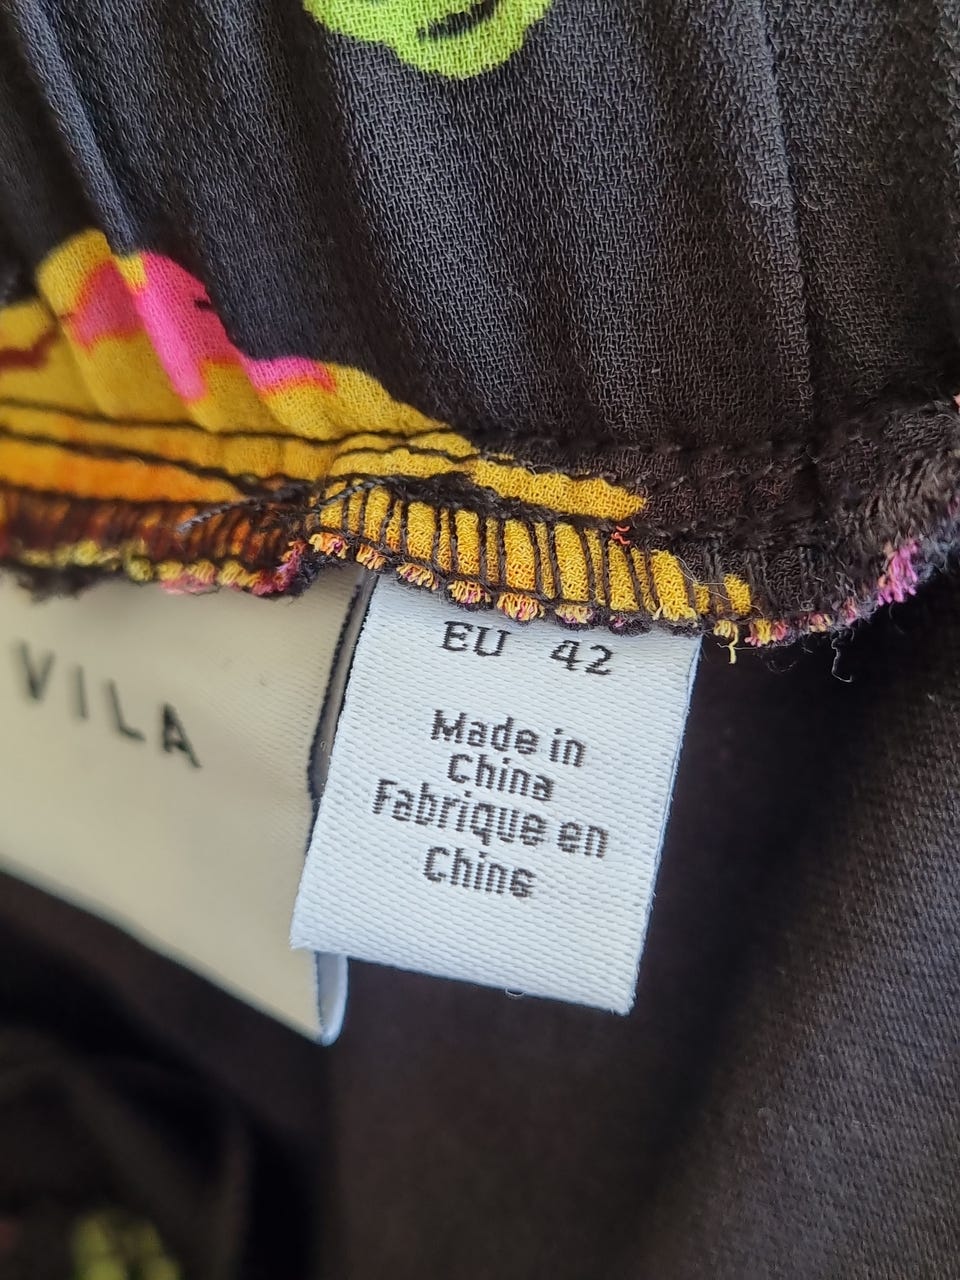 VILA
EU 42
Made in
China
Fabrique en
Chine